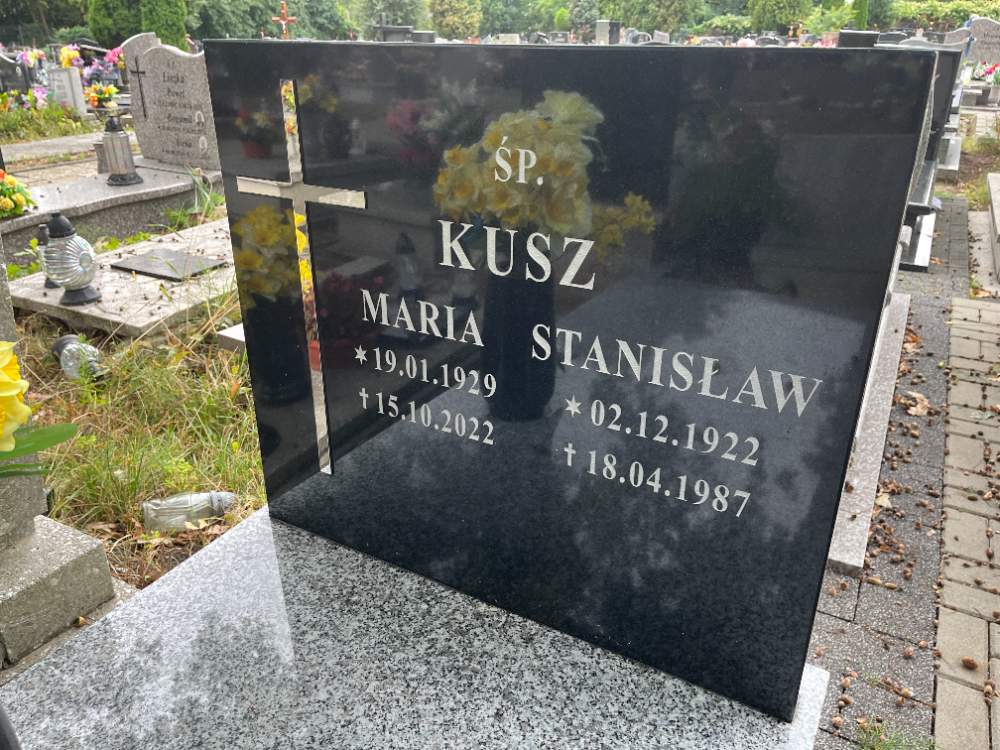 ŚP.
KUSZ
MARIA STANISŁAW
✶19.01.1929 ✶02.12.1922
†15.10.2022 †18.04.1987